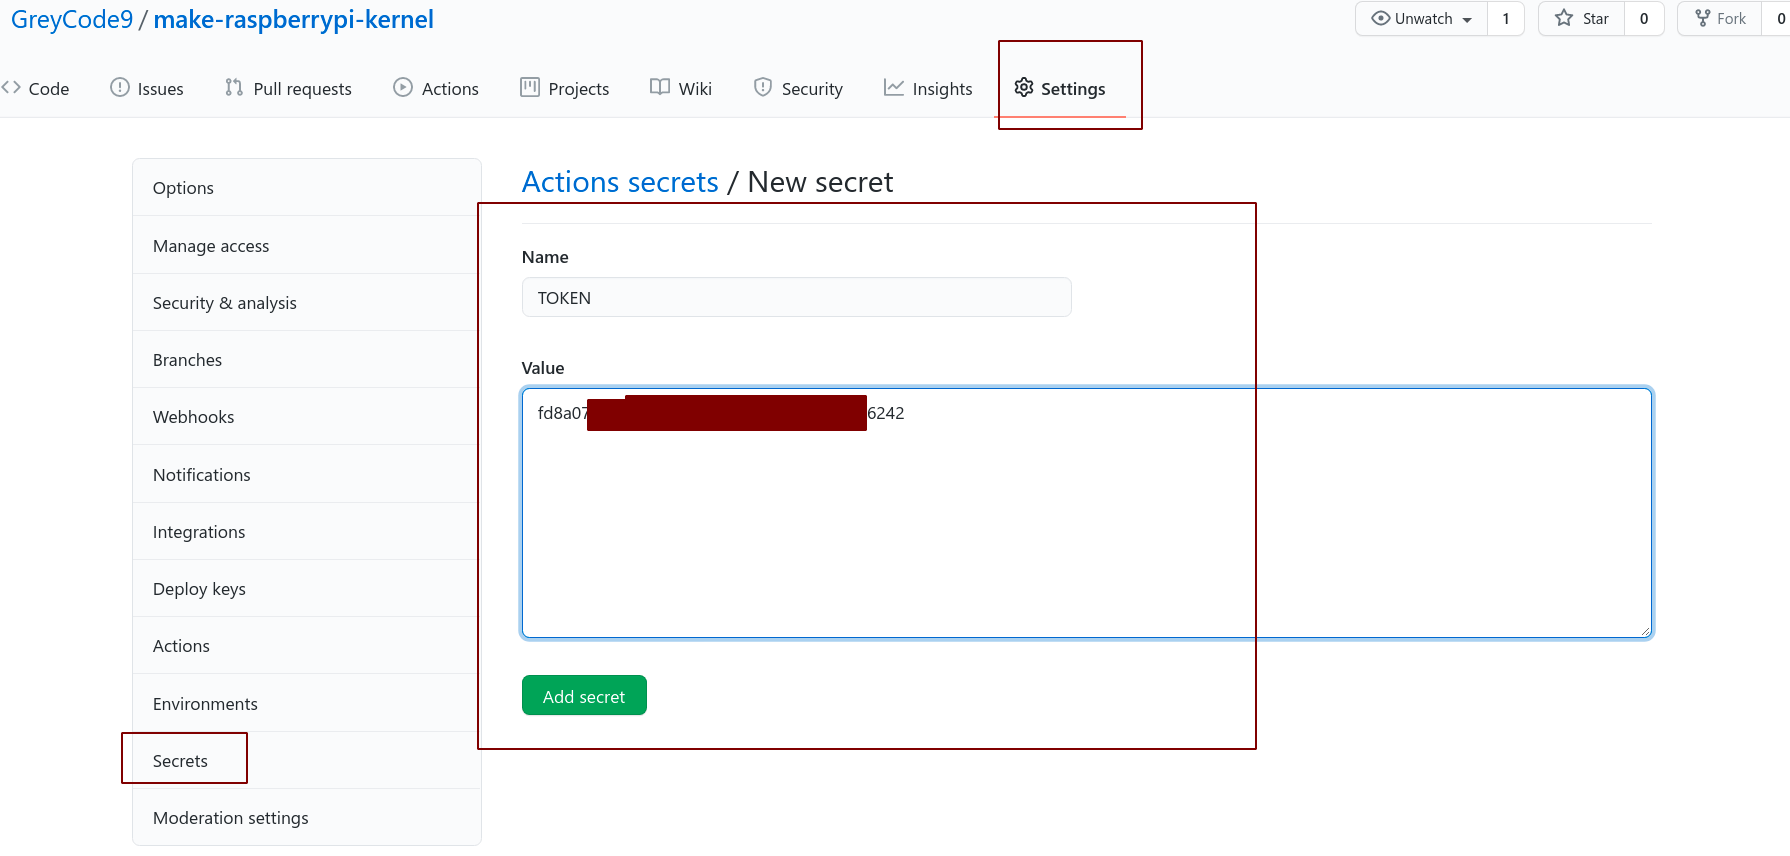 GreyCode9 / make-raspberrypi-kernel
Unwatch 1 Star 0 Fork 0
Code Issues Pull requests Actions Projects Wiki Security Insights Settings
Options
Manage access
Security & analysis
Branches
Webhooks
Notifications
Integrations
Deploy keys
Actions
Environments
Secrets
Moderation settings
Actions secrets / New secret
Name
TOKEN
Value
fd8a07 6242
Add secret